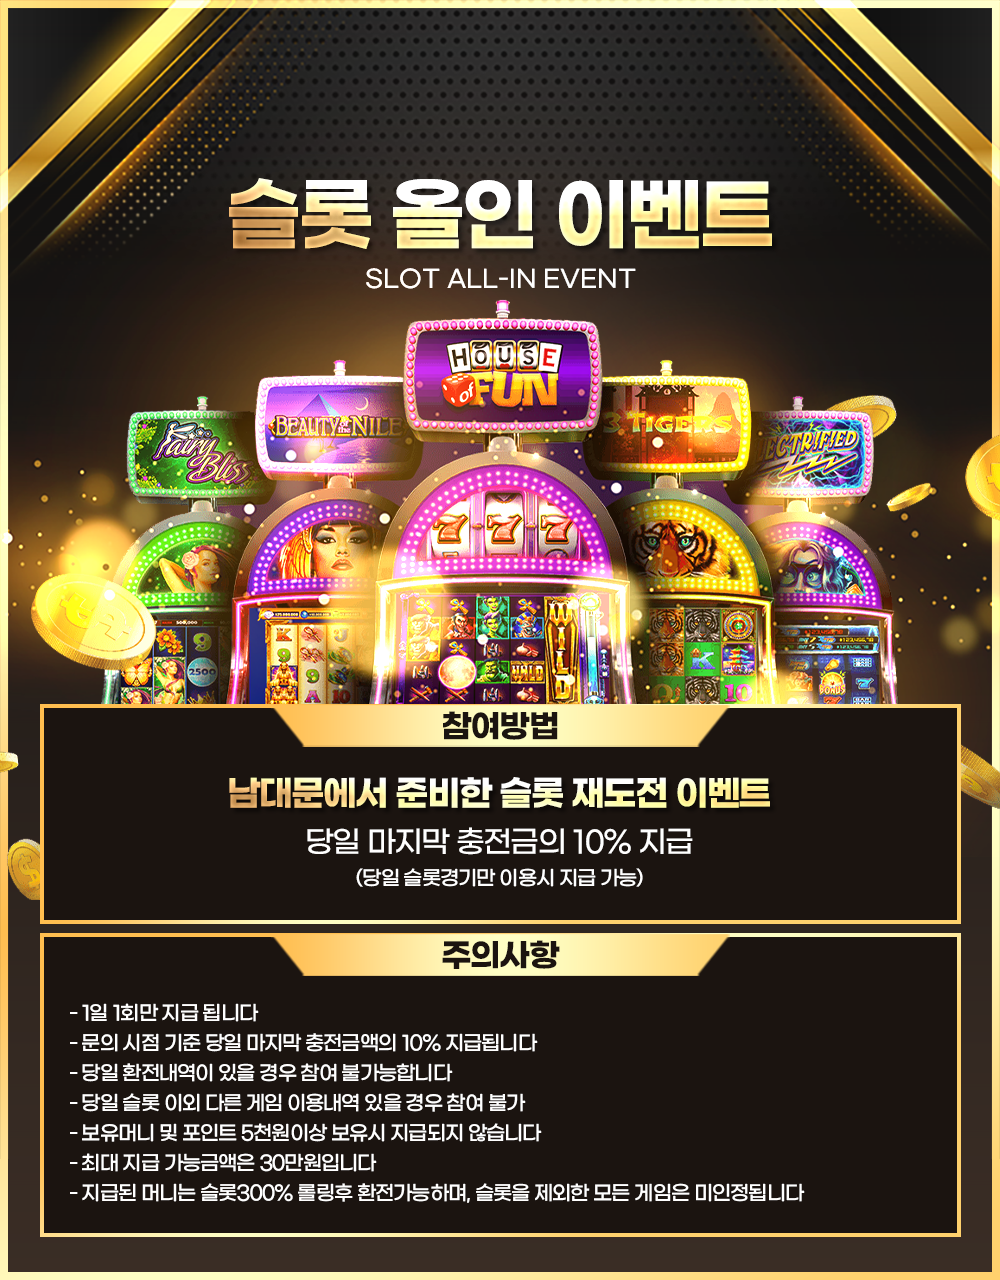 슬롯 올인 이벤트
SLOT ALL-IN EVENT
HOUSE
of FUN
BEAUTY of the NILE
3 TIGERS
Fairy
Bliss
ECTRIFIED
7 7 7
WILD
WILD
2500
BONUS
참여방법
남대문에서 준비한 슬롯 재도전 이벤트
당일 마지막 충전금의 10% 지급
(당일 슬롯경기만 이용시 지급 가능)
주의사항
- 1일 1회만 지급 됩니다
- 문의 시점 기준 당일 마지막 충전금액의 10% 지급됩니다
- 당일 환전내역이 있을 경우 참여 불가능합니다
- 당일 슬롯 이외 다른 게임 이용내역 있을 경우 참여 불가
- 보유머니 및 포인트 5천원이상 보유시 지급되지 않습니다
- 최대 지급 가능금액은 30만원입니다
- 지급된 머니는 슬롯300% 롤링후 환전가능하며, 슬롯을 제외한 모든 게임은 미인정됩니다